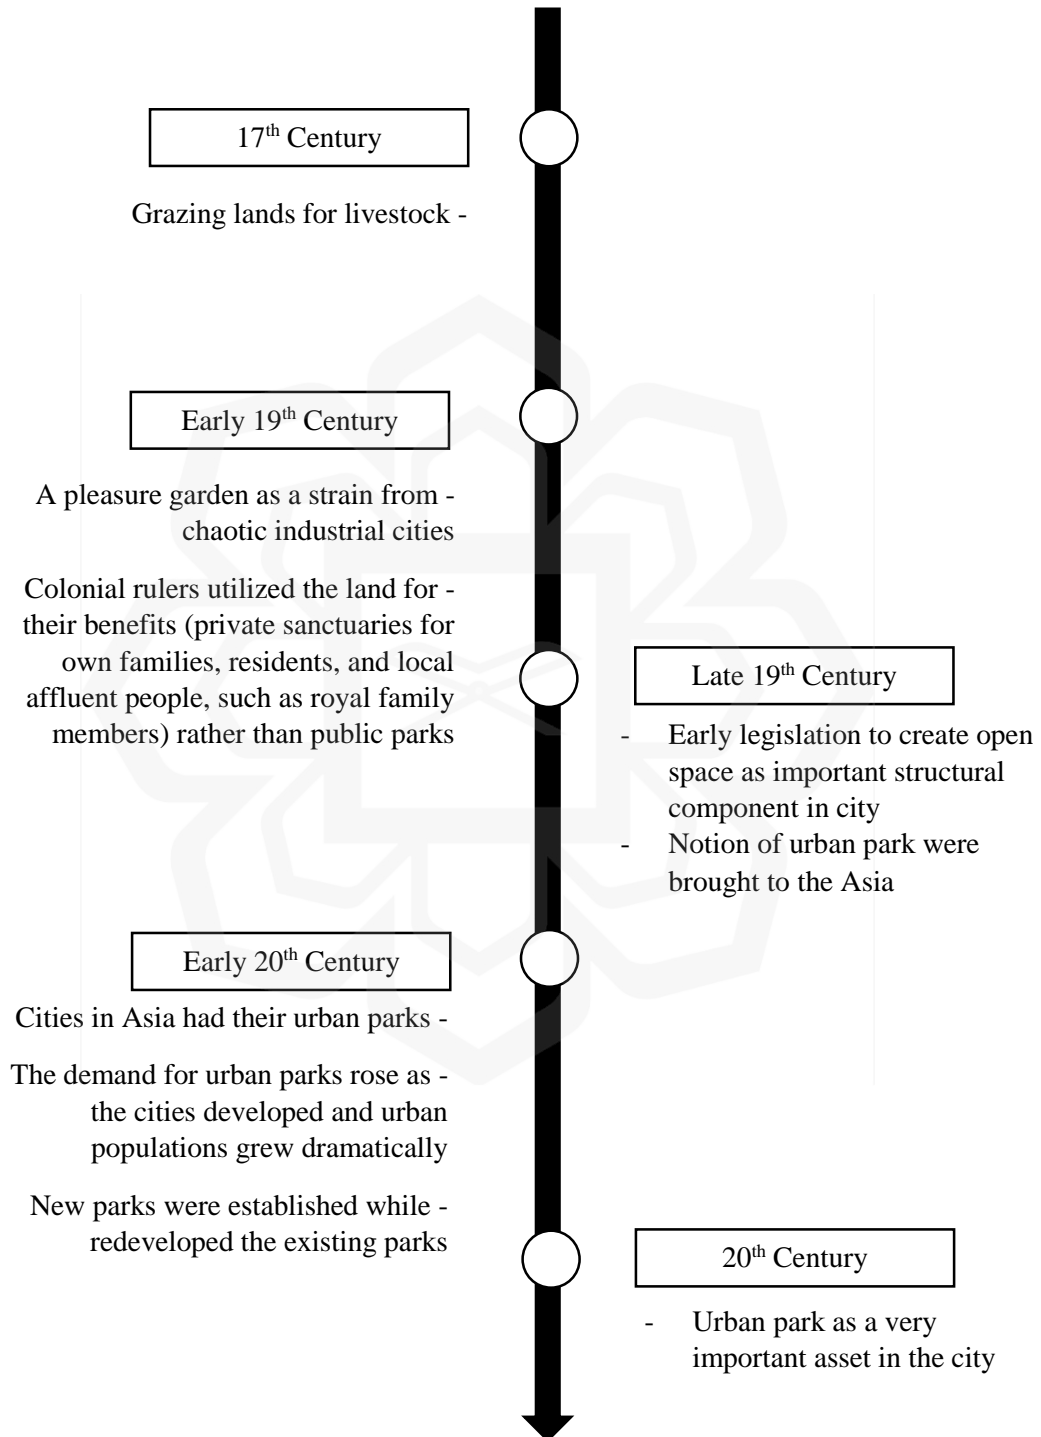 17th Century
Grazing lands for livestock -
Early 19th Century
A pleasure garden as a strain from -
chaotic industrial cities
Colonial rulers utilized the land for -
their benefits (private sanctuaries for
own families, residents, and local
affluent people, such as royal family
members) rather than public parks
Late 19th Century
- Early legislation to create open
space as important structural
component in city
- Notion of urban park were
brought to the Asia
Early 20th Century
Cities in Asia had their urban parks -
The demand for urban parks rose as -
the cities developed and urban
populations grew dramatically
New parks were established while -
redeveloped the existing parks
20th Century
- Urban park as a very
important asset in the city